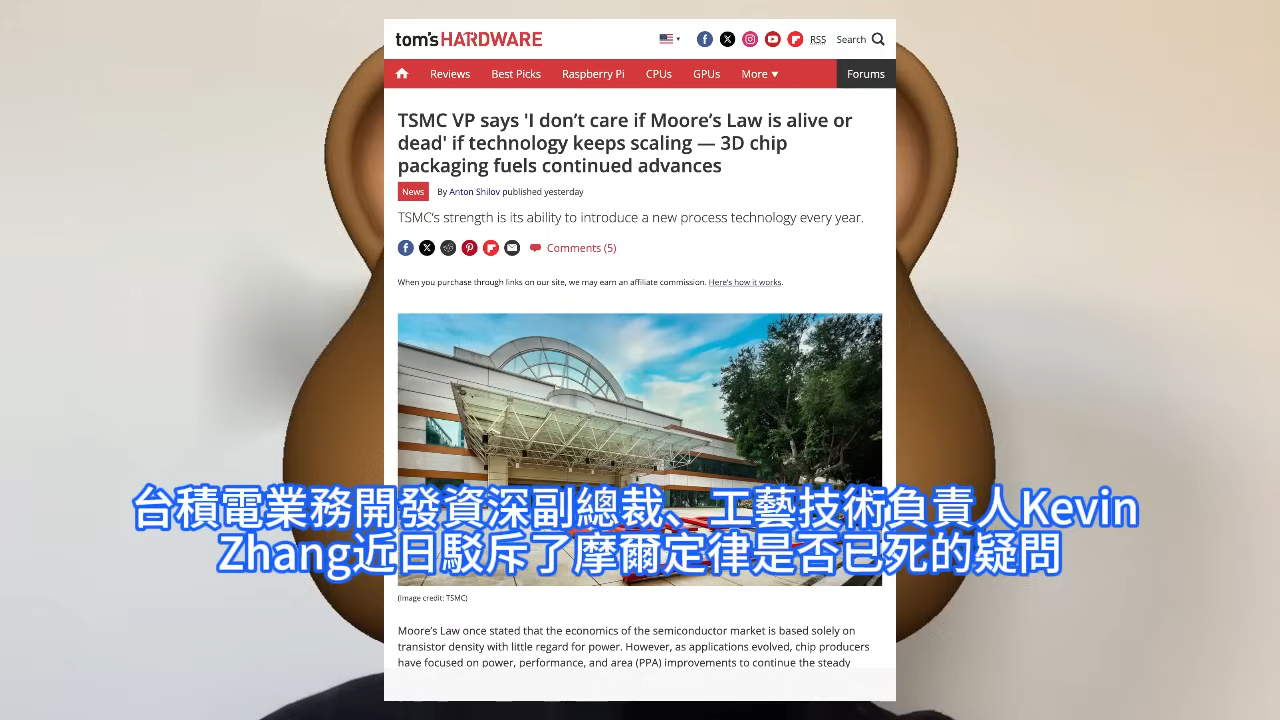 tom's HARDWARE
RSS
Search
Reviews
Best Picks
Raspberry Pi
CPUs
GPUs
More
Forums
TSMC VP says 'I don’t care if Moore’s Law is alive or
dead' if technology keeps scaling — 3D chip
packaging fuels continued advances
News
By Anton Shilov published yesterday
TSMC’s strength is its ability to introduce a new process technology every year.
Comments (5)
When you purchase through links on our site, we may earn an affiliate commission. Here’s how it works.
台積電業務開發資深副總裁、工藝技術負責人Kevin
Zhang近日駁斥了摩爾定律是否已死的疑問
(Image credit: TSMC)
Moore’s Law once stated that the economics of the semiconductor market is based solely on
transistor density with little regard for power. However, as applications evolved, chip producers
have focused on power, performance, and area (PPA) improvements to continue the steady